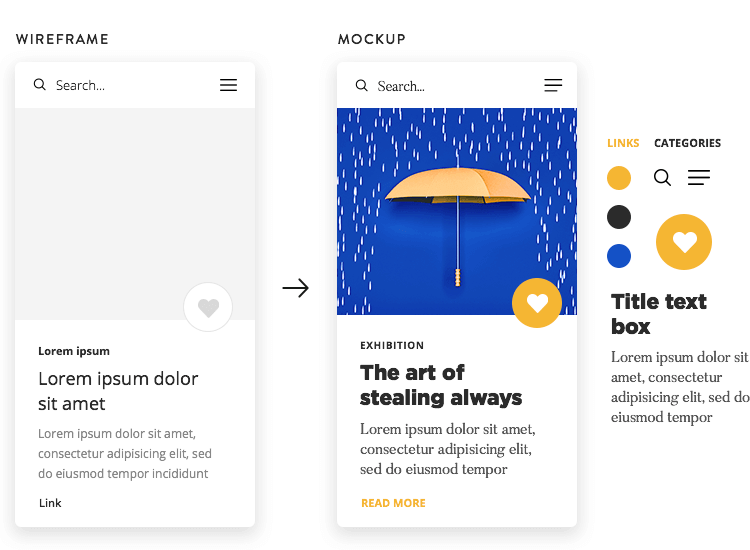 WIREFRAME
Search...
Lorem ipsum
Lorem ipsum dolor
sit amet
Lorem ipsum dolor sit amet,
consectetur adipisicing elit, sed
do eiusmod tempor incididunt
Link
MOCKUP
Search...
EXHIBITION
The art of
stealing always
Lorem ipsum dolor sit amet,
consectetur adipisicing elit,
sed do eiusmod tempor
READ MORE
LINKS
CATEGORIES
Title text
box
Lorem ipsum dolor sit
amet, consectetur
adipisicing elit, sed do
eiusmod tempor